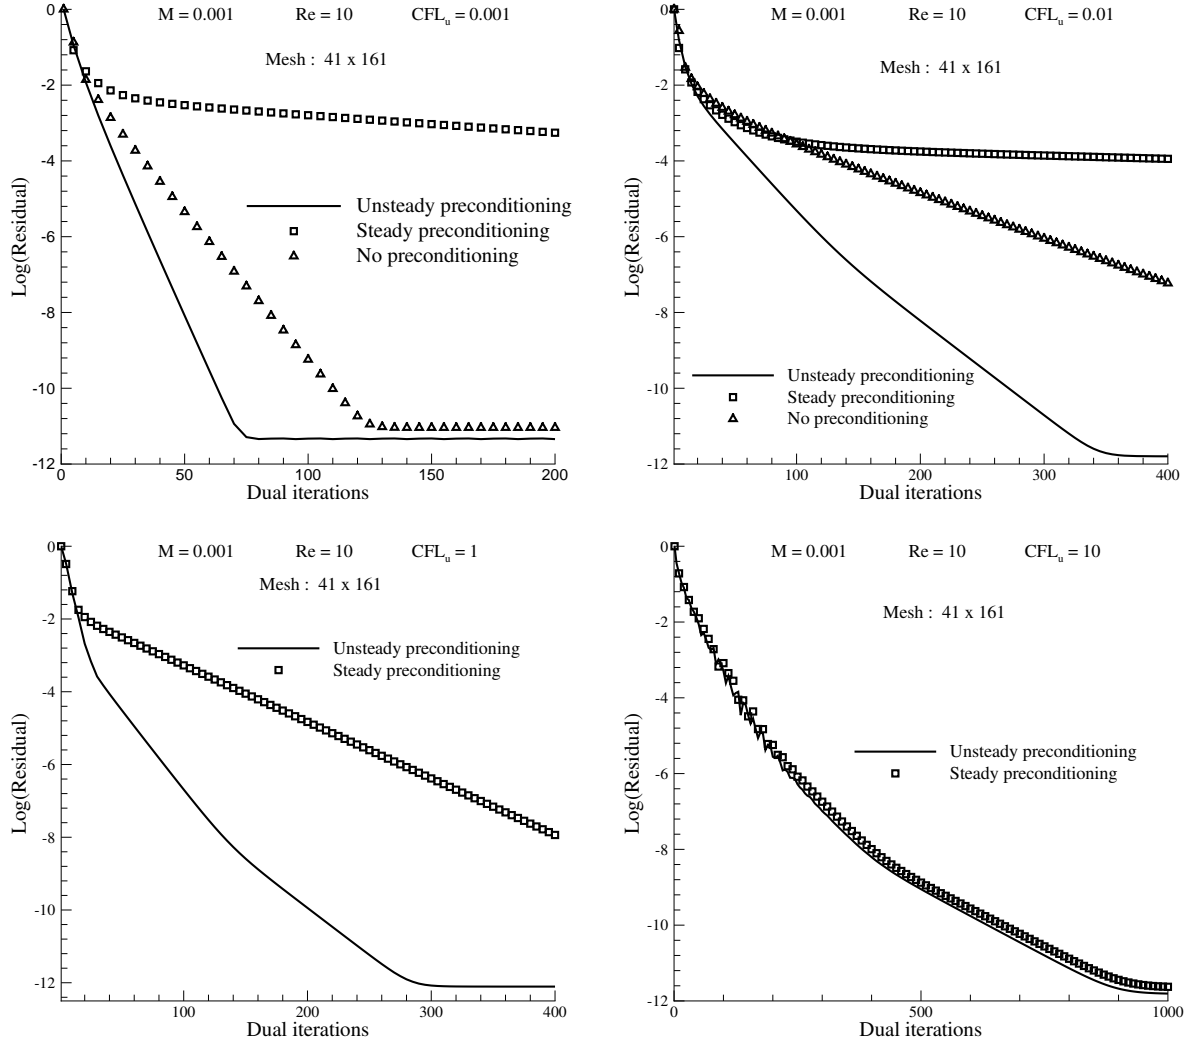 M = 0.001 Re = 10 CFLu = 0.001
Mesh : 41 x 161
Log(Residual)
0
-2
-4
-6
-8
-10
-12
Unsteady preconditioning
Steady preconditioning
No preconditioning
0 50 100 150 200
Dual iterations
M = 0.001 Re = 10 CFLu = 0.01
Mesh : 41 x 161
Log(Residual)
0
-2
-4
-6
-8
-10
-12
Unsteady preconditioning
Steady preconditioning
No preconditioning
100 200 300 400
Dual iterations
M = 0.001 Re = 10 CFLu = 1
Mesh : 41 x 161
Log(Residual)
0
-2
-4
-6
-8
-10
-12
Unsteady preconditioning
Steady preconditioning
100 200 300 400
Dual iterations
M = 0.001 Re = 10 CFLu = 10
Mesh : 41 x 161
Log(Residual)
0
-2
-4
-6
-8
-10
-12
Unsteady preconditioning
Steady preconditioning
0 500 1000
Dual iterations